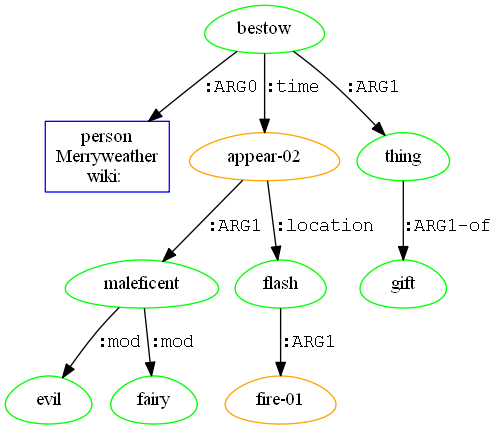 bestow
:ARG0 :time :ARG1
person
Merryweather
wiki:
appear-02
thing
:ARG1 :location :ARG1-of
maleficent
flash
gift
:mod :mod :ARG1
evil
fairy
fire-01